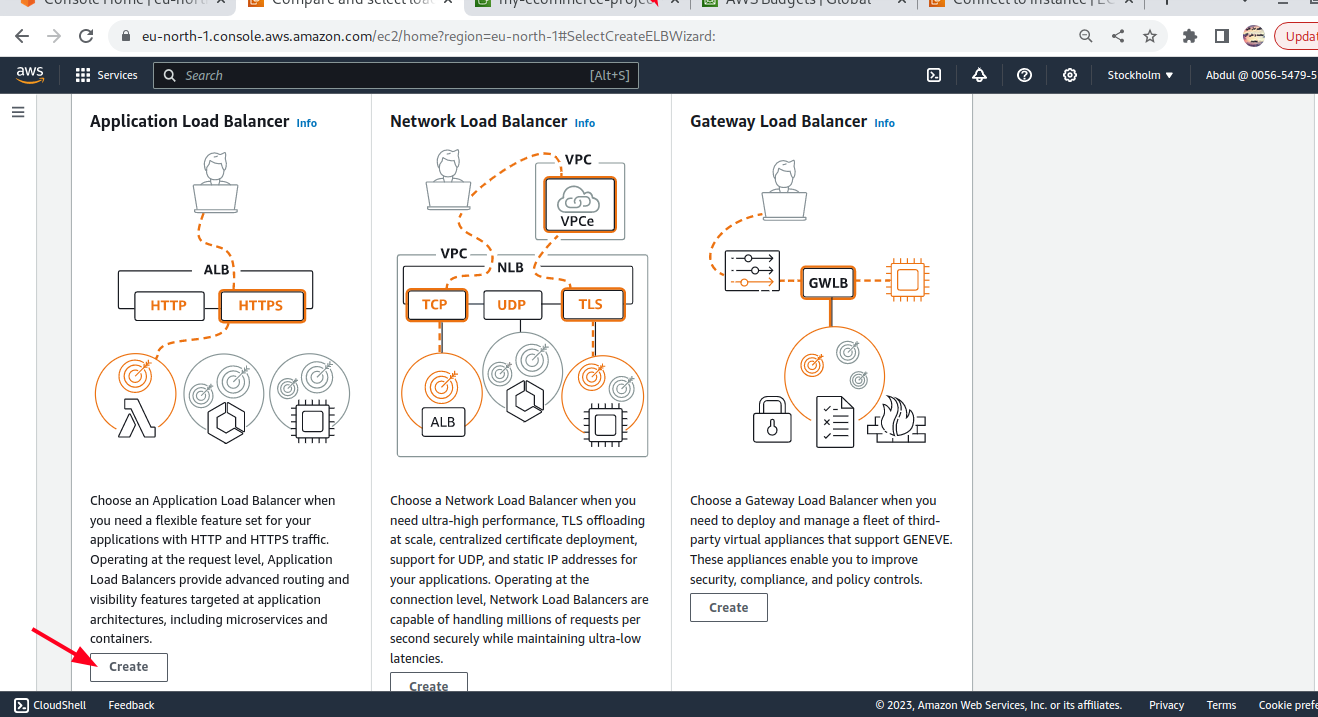 Console Home | eu-nort
Compare and select load
my-ecommerce-project
AWS Budgets | Global
Connect to instance | EC
eu-north-1.console.aws.amazon.com/ec2/home?region=eu-north-1#SelectCreateELBWizard:
Updat
aws
Services
Search
[Alt+S]
Stockholm
Abdul @ 0056-5479-5
Application Load Balancer Info
ALB
HTTP
HTTPS
Choose an Application Load Balancer when
you need a flexible feature set for your
applications with HTTP and HTTPS traffic.
Operating at the request level, Application
Load Balancers provide advanced routing and
visibility features targeted at application
architectures, including microservices and
containers.
Create
Network Load Balancer Info
VPC
VPCe
VPC
NLB
TCP
UDP
TLS
ALB
Choose a Network Load Balancer when you
need ultra-high performance, TLS offloading
at scale, centralized certificate deployment,
support for UDP, and static IP addresses for
your applications. Operating at the
connection level, Network Load Balancers are
capable of handling millions of requests per
second securely while maintaining ultra-low
latencies.
Create
Gateway Load Balancer Info
GWLB
Choose a Gateway Load Balancer when you
need to deploy and manage a fleet of third-
party virtual appliances that support GENEVE.
These appliances enable you to improve
security, compliance, and policy controls.
Create
CloudShell
Feedback
© 2023, Amazon Web Services, Inc. or its affiliates.
Privacy
Terms
Cookie prefe